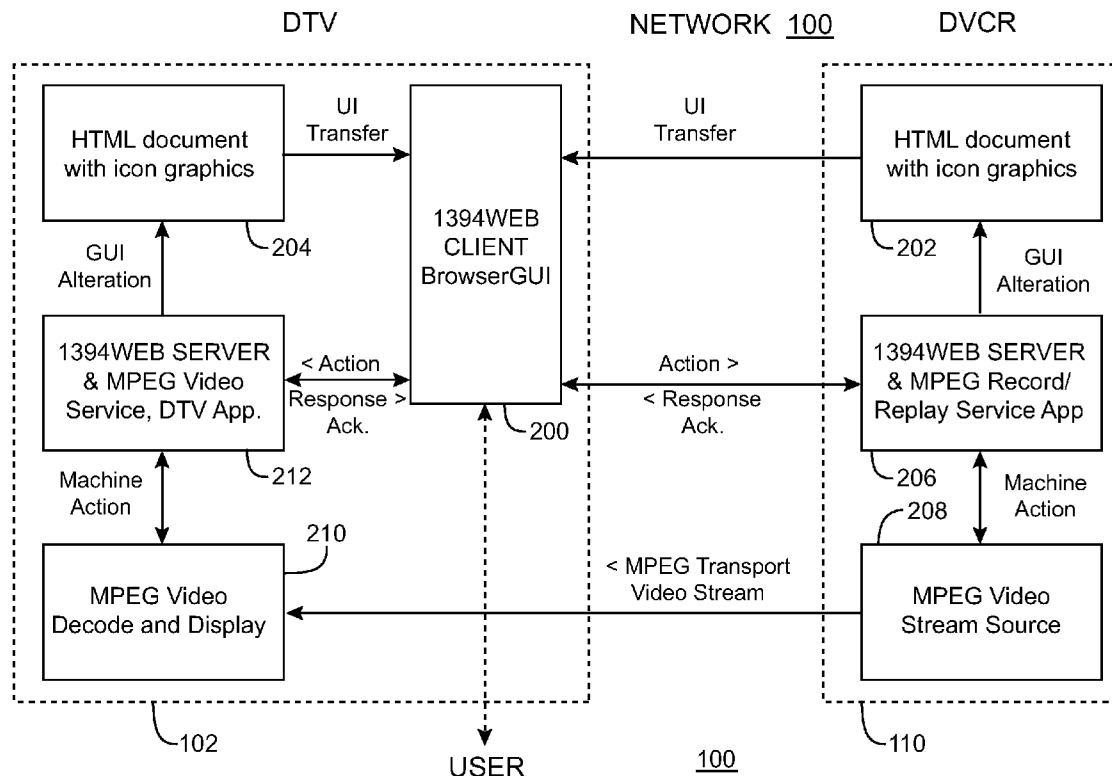 DTV
NETWORK 100
DVCR
HTML document
with icon graphics
204
UI
Transfer
1394WEB
CLIENT
BrowserGUI
200
UI
Transfer
HTML document
with icon graphics
202
GUI
Alteration
GUI
Alteration
1394WEB SERVER
& MPEG Video
Service, DTV App.
212
< Action
Response >
Ack.
Action >
< Response
Ack.
1394WEB SERVER
& MPEG Record/
Replay Service App
206
Machine
Action
Machine
Action
210
208
MPEG Video
Decode and Display
< MPEG Transport
Video Stream
MPEG Video
Stream Source
102
USER
100
110